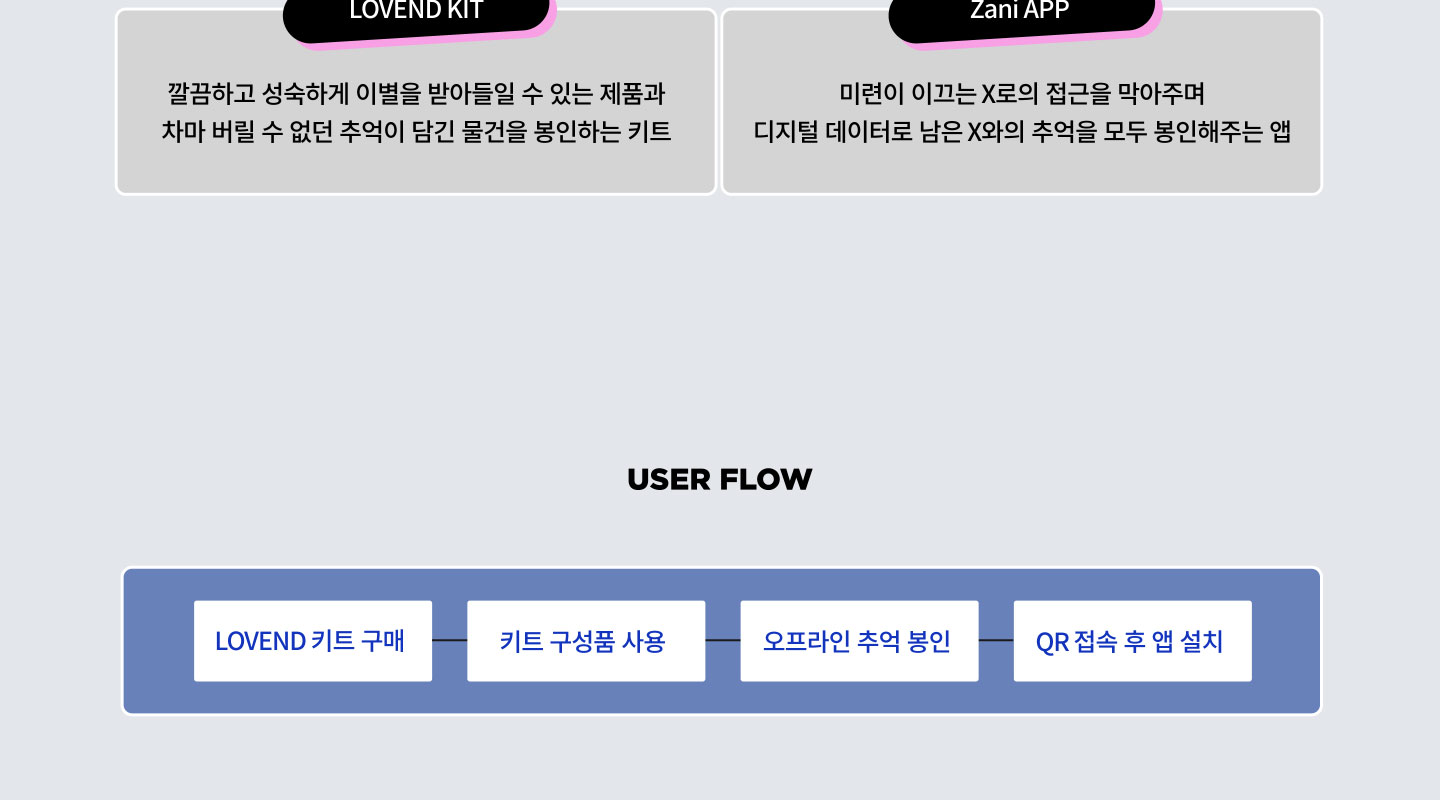 LOVEND KIT
깔끔하고 성숙하게 이별을 받아들일 수 있는 제품과
차마 버릴 수 없던 추억이 담긴 물건을 봉인하는 키트
Zani APP
미련이 이끄는 X로의 접근을 막아주며
디지털 데이터로 남은 X와의 추억을 모두 봉인해주는 앱
USER FLOW
LOVEND 키트 구매
키트 구성품 사용
오프라인 추억 봉인
QR 접속 후 앱 설치